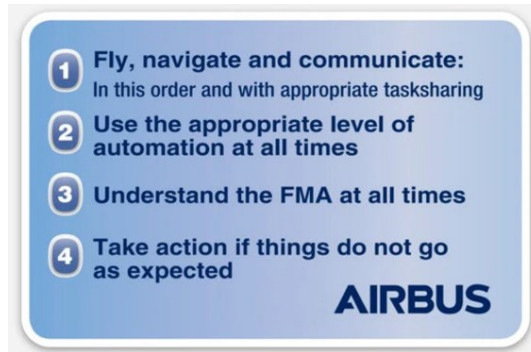 1 Fly, navigate and communicate:
In this order and with appropriate tasksharing
2 Use the appropriate level of
automation at all times
3 Understand the FMA at all times
4 Take action if things do not go
as expected
AIRBUS